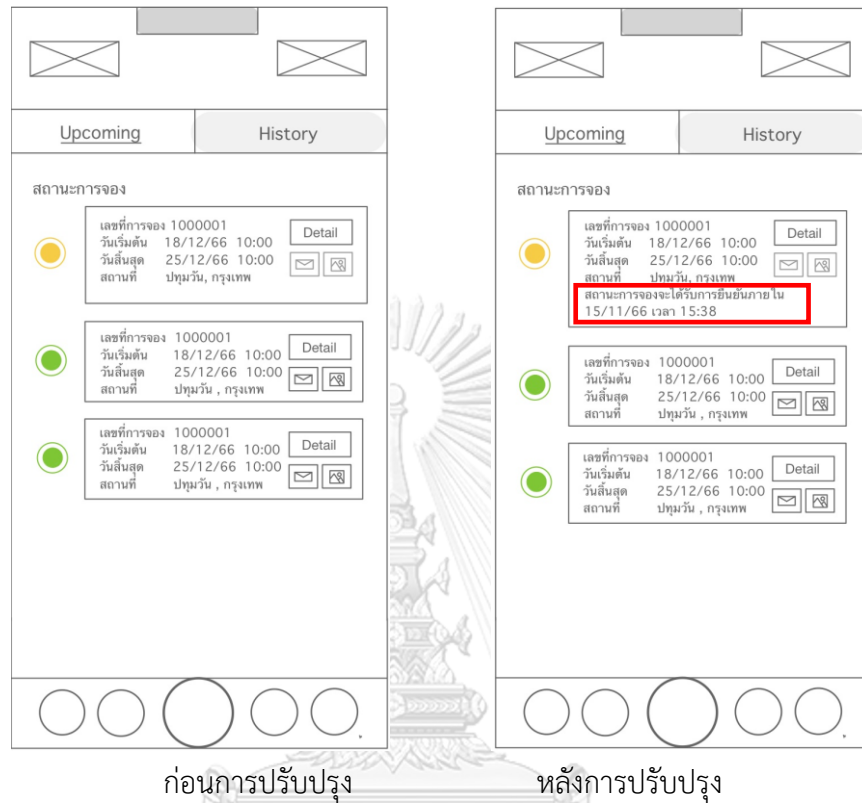 Upcoming
History
สถานะการจอง
เลขที่การจอง 1000001
Detail
วันเริ่มต้น 18/12/66 10:00
วันสิ้นสุด 25/12/66 10:00
สถานที่ ปทุมวัน, กรุงเทพ
เลขที่การจอง 1000001
วันเริ่มต้น 18/12/66 10:00
Detail
วันสิ้นสุด 25/12/66 10:00
สถานที่ ปทุมวัน , กรุงเทพ
เลขที่การจอง 1000001
วันเริ่มต้น 18/12/66 10:00
Detail
วันสิ้นสุด 25/12/66 10:00
สถานที่ ปทุมวัน , กรุงเทพ
ก่อนการปรับปรุง
Upcoming
History
สถานะการจอง
เลขที่การจอง 1000001
Detail
วันเริ่มต้น 18/12/66 10:00
วันสิ้นสุด 25/12/66 10:00
สถานที่ ปทุมวัน, กรุงเทพ
สถานะการจองจะได้รับการยืนยันภายใน
15/11/66 เวลา 15:38
เลขที่การจอง 1000001
วันเริ่มต้น 18/12/66 10:00
Detail
วันสิ้นสุด 25/12/66 10:00
สถานที่ ปทุมวัน , กรุงเทพ
เลขที่การจอง 1000001
วันเริ่มต้น 18/12/66 10:00
Detail
วันสิ้นสุด 25/12/66 10:00
สถานที่ ปทุมวัน , กรุงเทพ
หลังการปรับปรุง